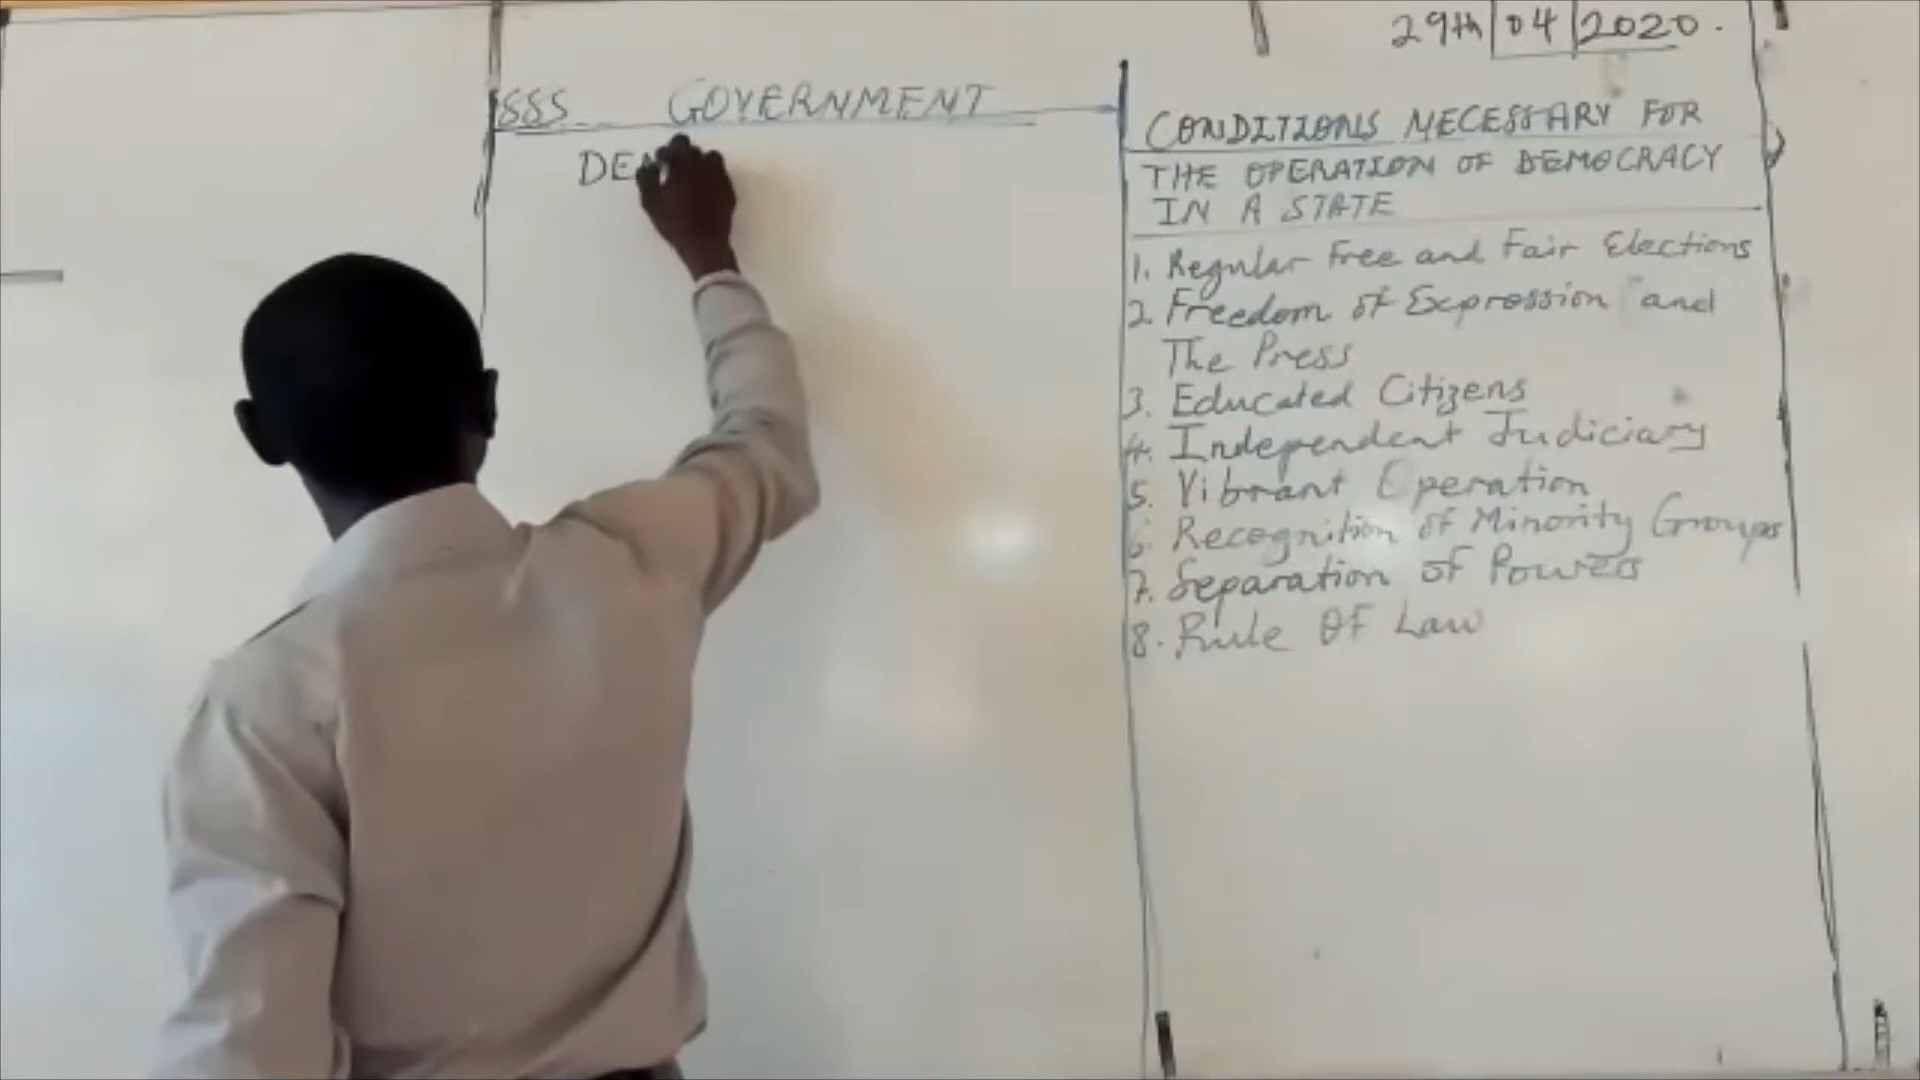 29th | 04 | 2020.
SSS GOVERNMENT
DEM
CONDITIONS NECESSARY FOR
THE OPERATION OF DEMOCRACY
IN A STATE
1. Regular Free and Fair Elections
2. Freedom of Expression and
The Press
3. Educated Citizens
4. Independent Judiciary
5. Vibrant Operation
6. Recognition of Minority Groups
7. Separation of Powers
8. Rule OF Law